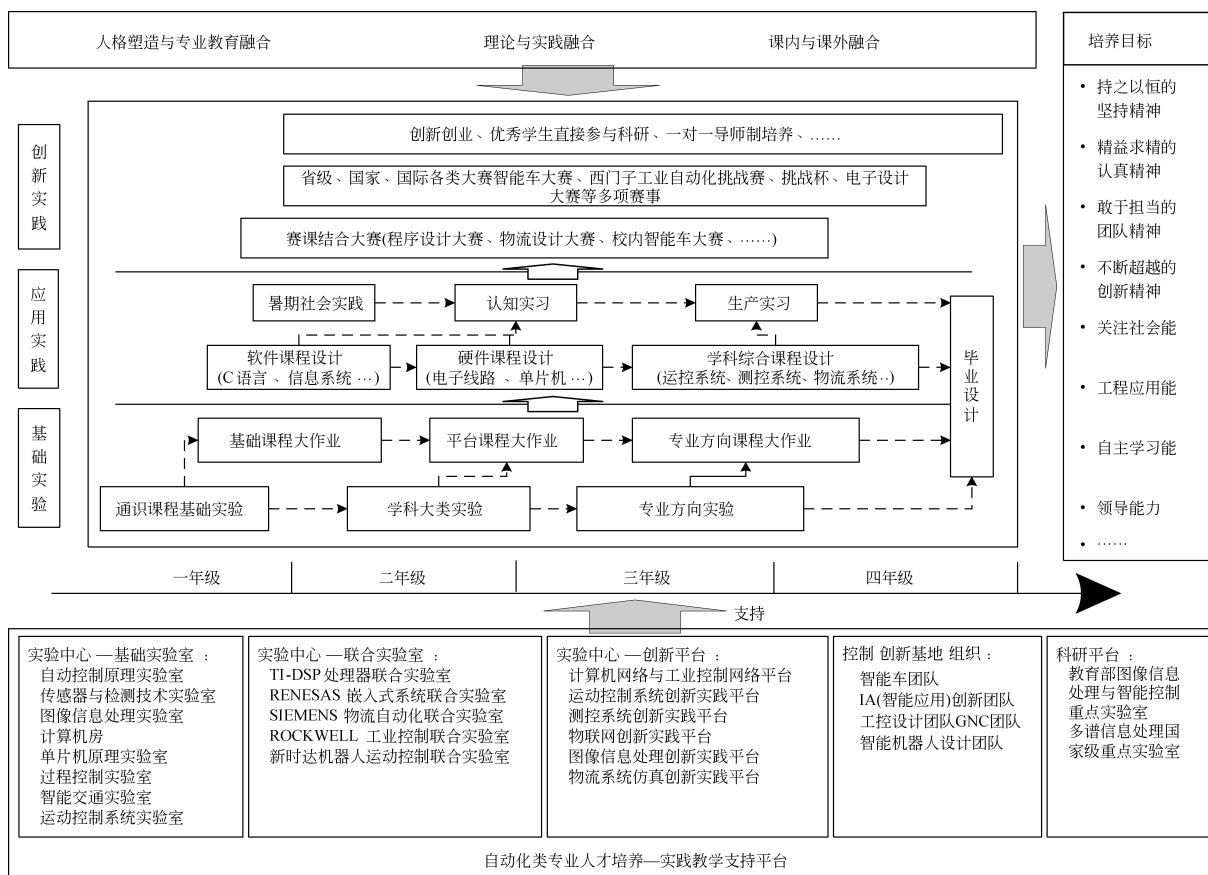 人格塑造与专业教育融合 理论与实践融合 课内与课外融合
创新实践
创新创业、优秀学生直接参与科研、一对一导师制培养、……
省级、国家、国际各类大赛智能车大赛、西门子工业自动化挑战赛、挑战杯、电子设计
大赛等多项赛事
赛课结合大赛(程序设计大赛、物流设计大赛、校内智能车大赛、……)
应用实践
暑期社会实践 认知实习 生产实习
软件课程设计
(C语言、信息系统…)
硬件课程设计
(电子线路、单片机…)
学科综合课程设计
(运控系统、测控系统、物流系统··)
毕业设计
基础实验
基础课程大作业 平台课程大作业 专业方向课程大作业
通识课程基础实验 学科大类实验 专业方向实验
培养目标
• 持之以恒的
坚持精神
• 精益求精的
认真精神
• 敢于担当的
团队精神
• 不断超越的
创新精神
• 关注社会能
• 工程应用能
• 自主学习能
• 领导能力
• ……
一年级 二年级 三年级 四年级
支持
实验中心—基础实验室：
自动控制原理实验室
传感器与检测技术实验室
图像信息处理实验室
计算机房
单片机原理实验室
过程控制实验室
智能交通实验室
运动控制系统实验室
实验中心—联合实验室：
TI-DSP处理器联合实验室
RENESAS 嵌入式系统联合实验室
SIEMENS 物流自动化联合实验室
ROCKWELL 工业控制联合实验室
新时达机器人运动控制联合实验室
实验中心—创新平台：
计算机网络与工业控制网络平台
运动控制系统创新实践平台
测控系统创新实践平台
物联网创新实践平台
图像信息处理创新实践平台
物流系统仿真创新实践平台
控制 创新基地 组织：
智能车团队
IA(智能应用)创新团队
工控设计团队GNC团队
智能机器人设计团队
科研平台：
教育部图像信息
处理与智能控制
重点实验室
多谱信息处理国
家级重点实验室
自动化类专业人才培养—实践教学支持平台